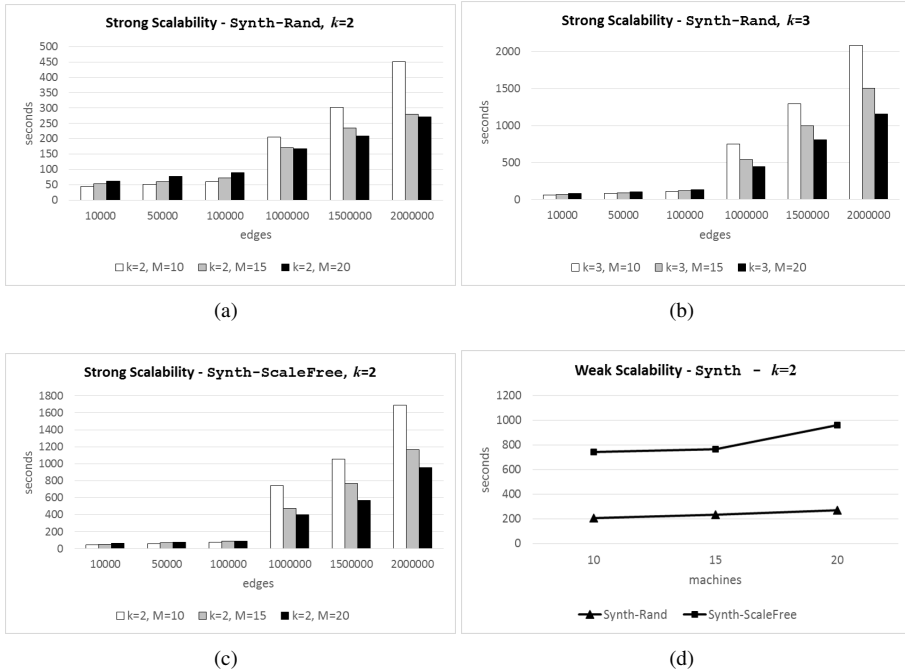 Strong Scalability - Synth-Rand, k=2
500
450
400
350
300
250
200
150
100
50
0
seconds
10000 50000 100000 1000000 1500000 2000000
edges
k=2, M=10 k=2, M=15 k=2, M=20
(a)
Strong Scalability - Synth-Rand, k=3
2000
1500
1000
500
0
seconds
10000 50000 100000 1000000 1500000 2000000
edges
k=3, M=10 k=3, M=15 k=3, M=20
(b)
Strong Scalability - Synth-ScaleFree, k=2
1800
1600
1400
1200
1000
800
600
400
200
0
seconds
10000 50000 100000 1000000 1500000 2000000
edges
k=2, M=10 k=2, M=15 k=2, M=20
(c)
Weak Scalability - Synth - k=2
1200
1000
800
600
400
200
0
seconds
10 15 20
machines
Synth-Rand Synth-ScaleFree
(d)